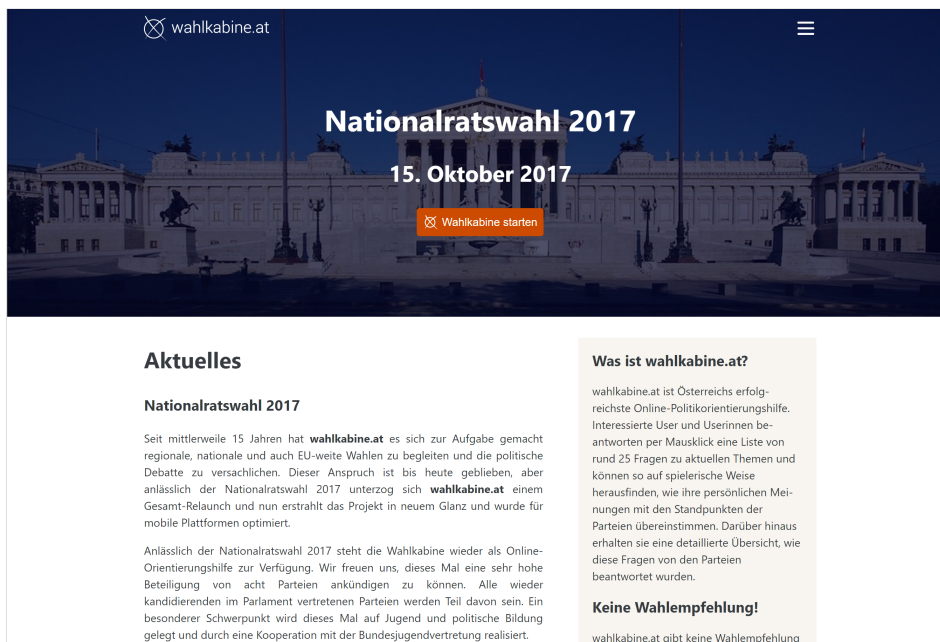 wahlkabine.at
Nationalratswahl 2017
15. Oktober 2017
Wahlkabine starten
Aktuelles
Nationalratswahl 2017
Seit mittlerweile 15 Jahren hat wahlkabine.at es sich zur Aufgabe gemacht
regionale, nationale und auch EU-weite Wahlen zu begleiten und die politische
Debatte zu versachlichen. Dieser Anspruch ist bis heute geblieben, aber
anlässlich der Nationalratswahl 2017 unterzog sich wahlkabine.at einem
Gesamt-Relaunch und nun erstrahlt das Projekt in neuem Glanz und wurde für
mobile Plattformen optimiert.
Anlässlich der Nationalratswahl 2017 steht die Wahlkabine wieder als Online-
Orientierungshilfe zur Verfügung. Wir freuen uns, dieses Mal eine sehr hohe
Beteiligung von acht Parteien ankündigen zu können. Alle wieder
kandidierenden im Parlament vertretenen Parteien werden Teil davon sein. Ein
besonderer Schwerpunkt wird dieses Mal auf Jugend und politische Bildung
gelegt und durch eine Kooperation mit der Bundesjugendvertretung realisiert.
Was ist wahlkabine.at?
wahlkabine.at ist Österreichs erfolg-
reichste Online-Politikorientierungshilfe.
Interessierte User und Userinnen be-
antworten per Mausklick eine Liste von
rund 25 Fragen zu aktuellen Themen und
können so auf spielerische Weise
herausfinden, wie ihre persönlichen Mei-
nungen mit den Standpunkten der
Parteien übereinstimmen. Darüber hinaus
erhalten sie eine detaillierte Übersicht, wie
diese Fragen von den Parteien
beantwortet wurden.
Keine Wahlempfehlung!
wahlkabine.at gibt keine Wahlempfehlung